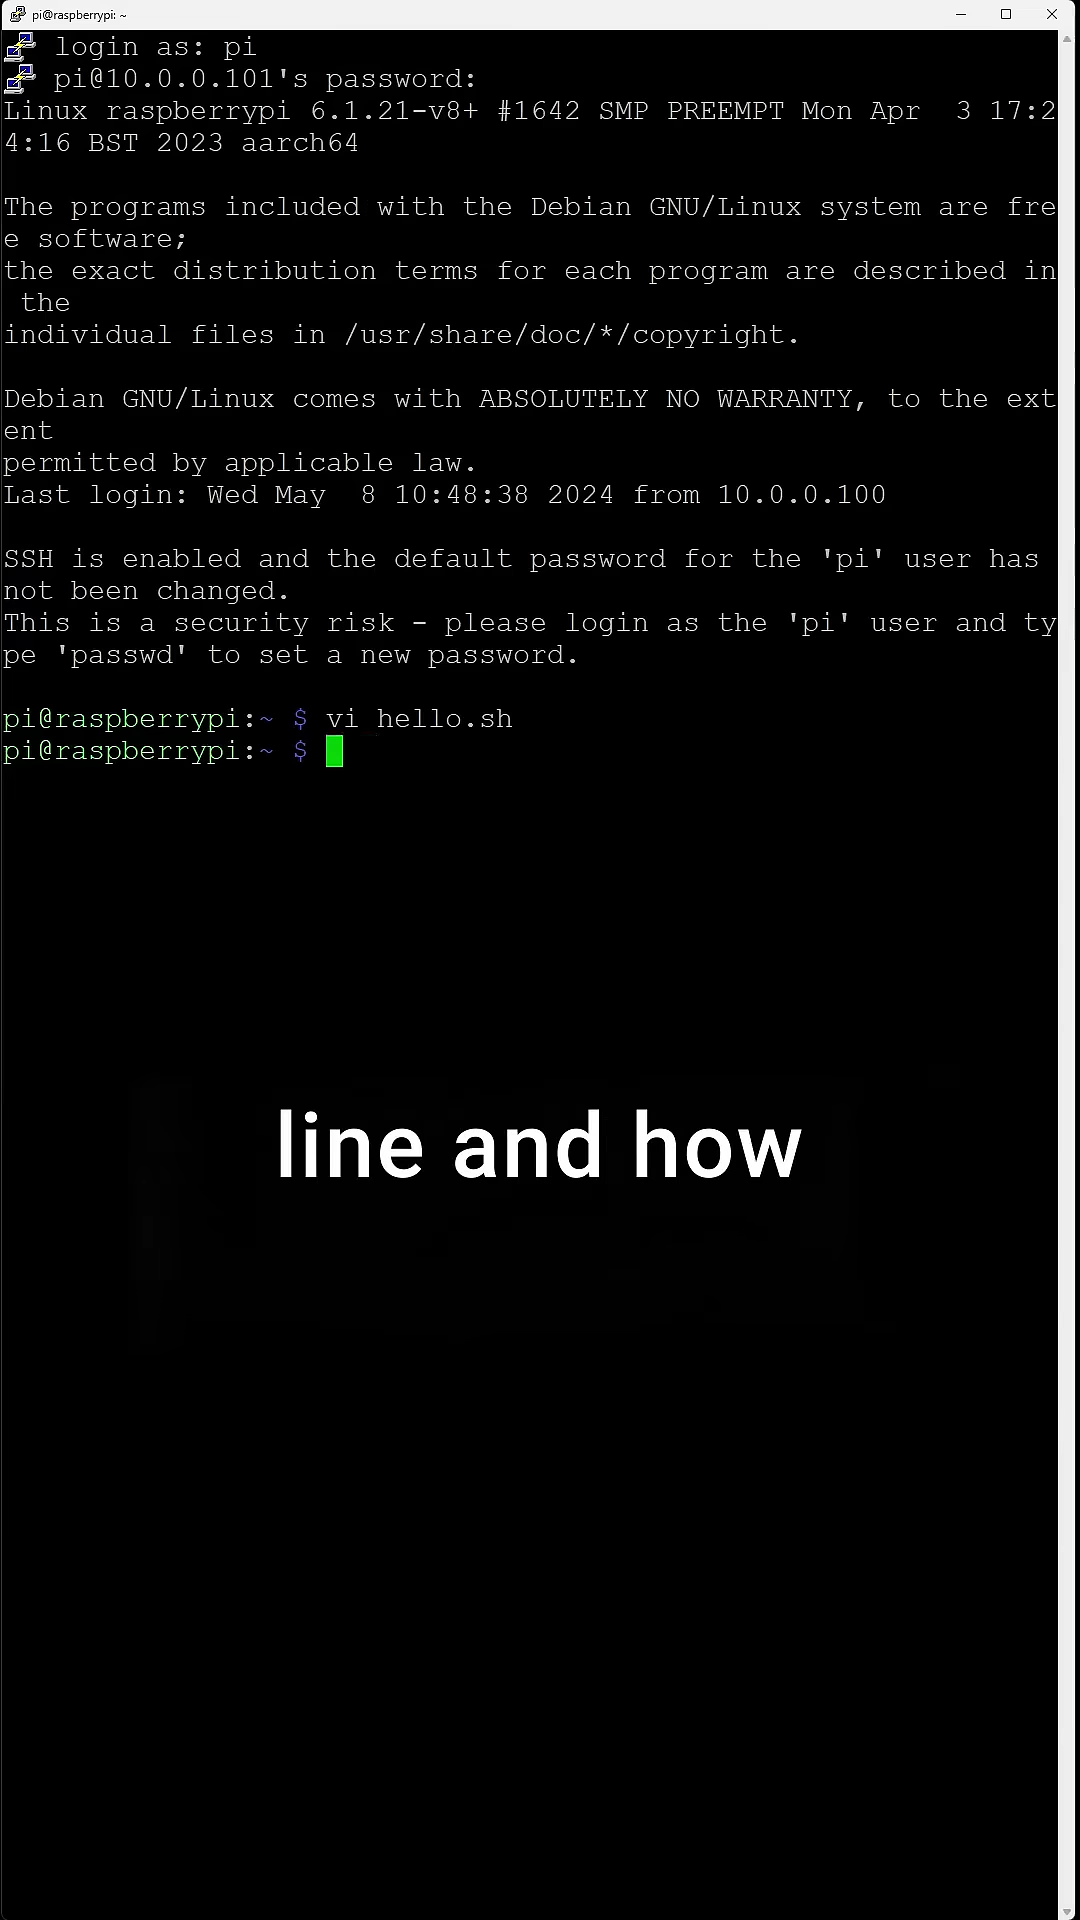 pi@raspberrypi: ~
login as: pi
pi@10.0.0.101's password:
Linux raspberrypi 6.1.21-v8+ #1642 SMP PREEMPT Mon Apr  3 17:2
4:16 BST 2023 aarch64
The programs included with the Debian GNU/Linux system are fre
e software;
the exact distribution terms for each program are described in
 the
individual files in /usr/share/doc/*/copyright.
Debian GNU/Linux comes with ABSOLUTELY NO WARRANTY, to the ext
ent
permitted by applicable law.
Last login: Wed May  8 10:48:38 2024 from 10.0.0.100
SSH is enabled and the default password for the 'pi' user has
not been changed.
This is a security risk - please login as the 'pi' user and ty
pe 'passwd' to set a new password.
pi@raspberrypi:~ $ vi hello.sh
pi@raspberrypi:~ $
line and how